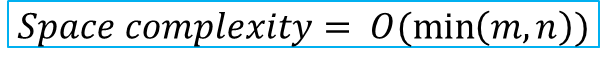 Space complexity = O(min(m,n))